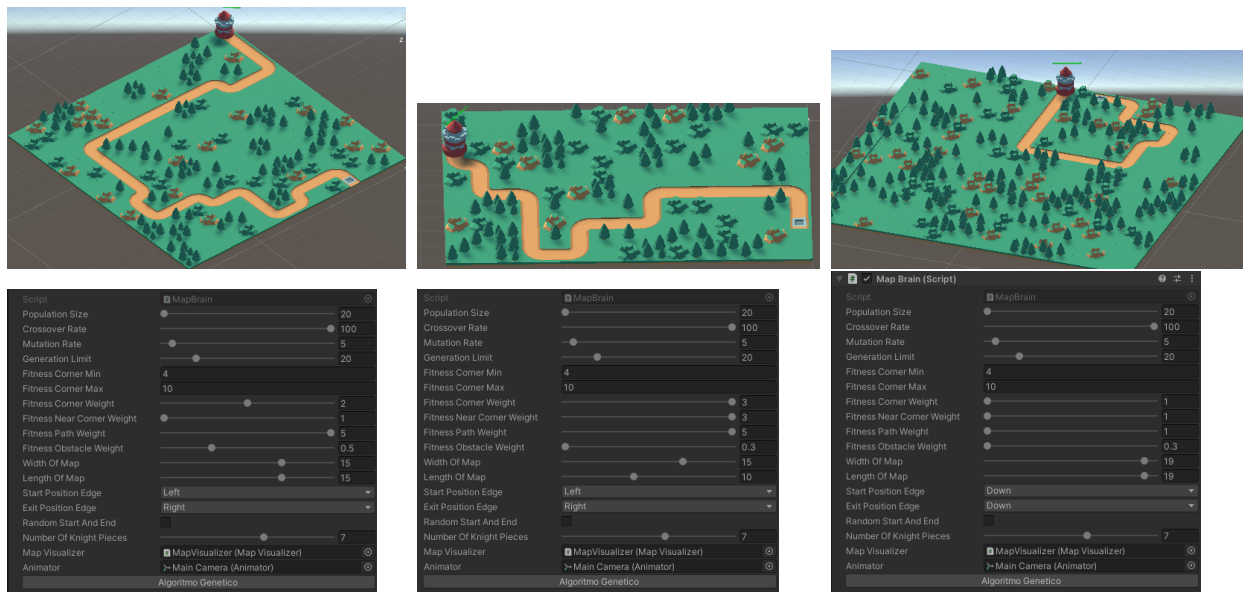 z
Script MapBrain
Population Size 20
Crossover Rate 100
Mutation Rate 5
Generation Limit 20
Fitness Corner Min 4
Fitness Corner Max 10
Fitness Corner Weight 2
Fitness Near Corner Weight 1
Fitness Path Weight 5
Fitness Obstacle Weight 0.5
Width Of Map 15
Length Of Map 15
Start Position Edge Left
Exit Position Edge Right
Random Start And End
Number Of Knight Pieces 7
Map Visualizer MapVisualizer (Map Visualizer)
Animator Main Camera (Animator)
Algoritmo Genetico
Script MapBrain
Population Size 20
Crossover Rate 100
Mutation Rate 5
Generation Limit 20
Fitness Corner Min 4
Fitness Corner Max 10
Fitness Corner Weight 3
Fitness Near Corner Weight 3
Fitness Path Weight 5
Fitness Obstacle Weight 0.3
Width Of Map 15
Length Of Map 10
Start Position Edge Left
Exit Position Edge Right
Random Start And End
Number Of Knight Pieces 7
Map Visualizer MapVisualizer (Map Visualizer)
Animator Main Camera (Animator)
Algoritmo Genetico
Map Brain (Script)
Script MapBrain
Population Size 20
Crossover Rate 100
Mutation Rate 5
Generation Limit 20
Fitness Corner Min 4
Fitness Corner Max 10
Fitness Corner Weight 1
Fitness Near Corner Weight 1
Fitness Path Weight 1
Fitness Obstacle Weight 0.3
Width Of Map 19
Length Of Map 19
Start Position Edge Down
Exit Position Edge Down
Random Start And End
Number Of Knight Pieces 7
Map Visualizer MapVisualizer (Map Visualizer)
Animator Main Camera (Animator)
Algoritmo Genetico